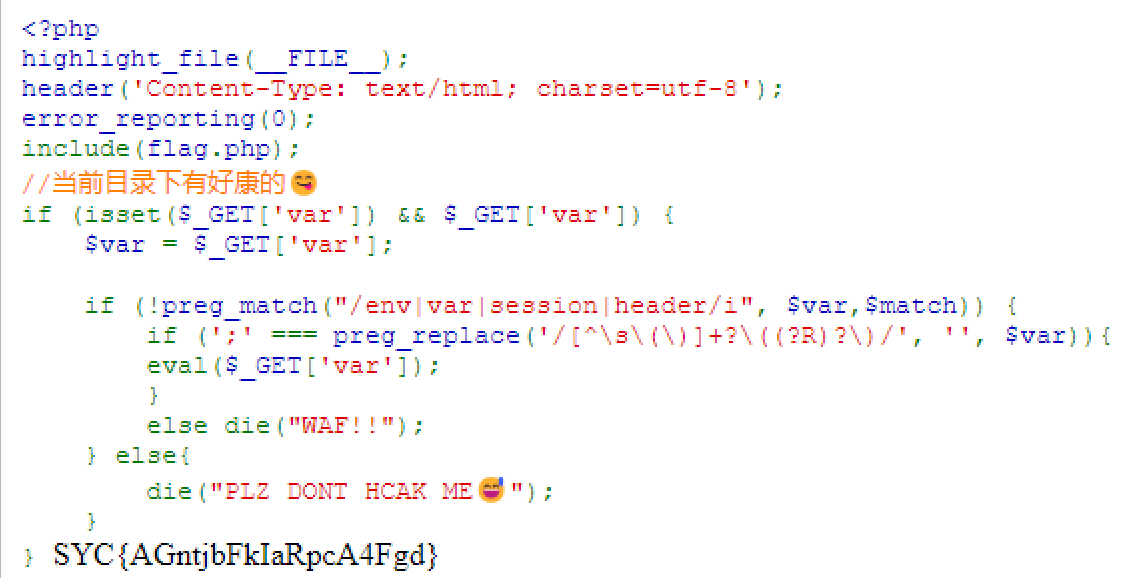 <?php
highlight_file(__FILE__);
header('Content-Type: text/html; charset=utf-8');
error_reporting(0);
include(flag.php);
//当前目录下有好康的😋
if (isset($_GET['var']) && $_GET['var']) {
    $var = $_GET['var'];
    if (!preg_match("/env|var|session|header/i", $var,$match)) {
        if (';' === preg_replace('/[^\s\(\)]+?\((?R)?\)/', '', $var)){
        eval($_GET['var']);
        }
        else die("WAF!!");
    } else{
        die("PLZ DONT HCAK ME😅");
    }
} SYC{AGntjbFkIaRpcA4Fgd}